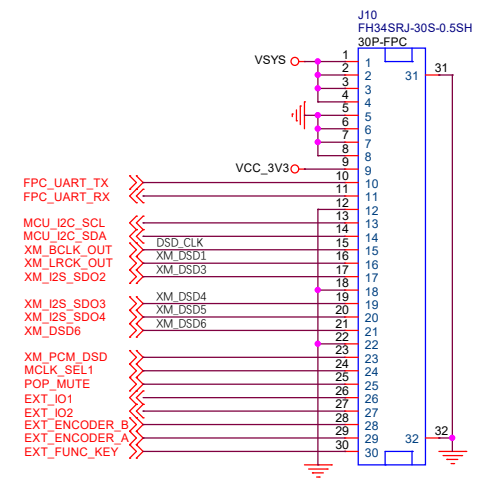 J10
FH34SRJ-30S-0.5SH
30P-FPC
VSYS 1 1 31 31
2 2
3 3
4 4
5 5
6 6
7 7
8 8
VCC_3V3 9 9
FPC_UART_TX 10 10
FPC_UART_RX 11 11
12 12
MCU_I2C_SCL 13 13
MCU_I2C_SDA 14 14
XM_BCLK_OUT DSD_CLK 15 15
XM_LRCK_OUT XM_DSD1 16 16
XM_I2S_SDO2 XM_DSD3 17 17
18 18
XM_I2S_SDO3 XM_DSD4 19 19
XM_I2S_SDO4 XM_DSD5 20 20
XM_DSD6 XM_DSD6 21 21
22 22
XM_PCM_DSD 23 23
MCLK_SEL1 24 24
POP_MUTE 25 25
EXT_IO1 26 26
EXT_IO2 27 27
EXT_ENCODER_B 28 28
EXT_ENCODER_A 29 29 32 32
EXT_FUNC_KEY 30 30